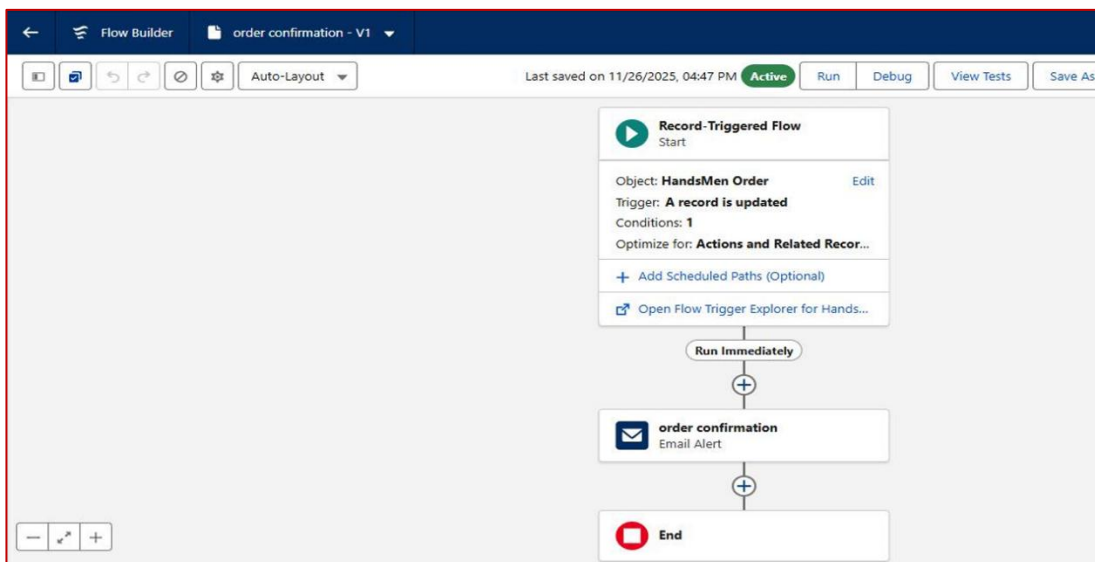 Flow Builder
order confirmation - V1
Auto-Layout
Last saved on 11/26/2025, 04:47 PM Active Run Debug View Tests Save As
Record-Triggered Flow
Start
Object: HandsMen Order Edit
Trigger: A record is updated
Conditions: 1
Optimize for: Actions and Related Recor...
+ Add Scheduled Paths (Optional)
Open Flow Trigger Explorer for Hands...
Run Immediately
order confirmation
Email Alert
End